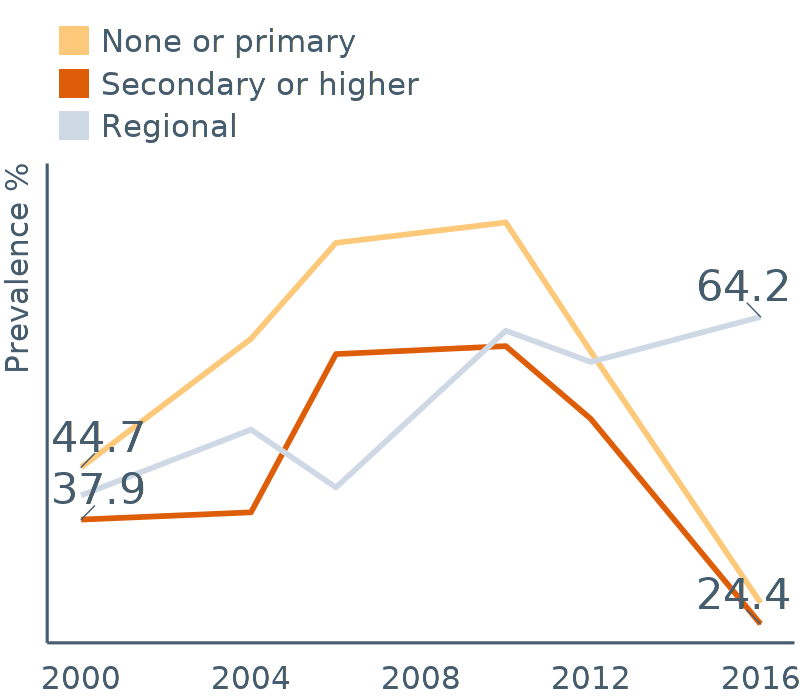 None or primary
Secondary or higher
Regional
Prevalence %
64.2
44.7
37.9
24.4
2000 2004 2008 2012 2016